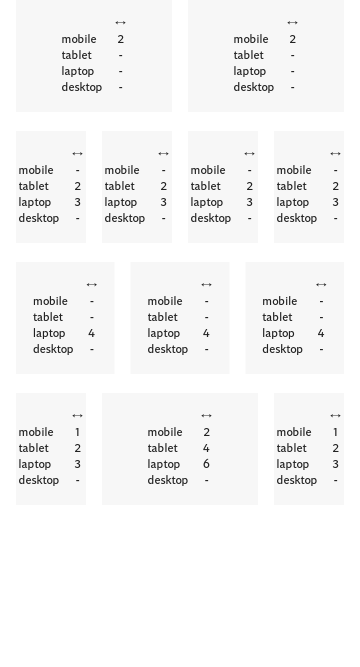 ↔ ↔
mobile 2 mobile 2
tablet - tablet -
laptop - laptop -
desktop - desktop -
↔ ↔ ↔ ↔
mobile - mobile - mobile - mobile -
tablet 2 tablet 2 tablet 2 tablet 2
laptop 3 laptop 3 laptop 3 laptop 3
desktop - desktop - desktop - desktop -
↔ ↔ ↔
mobile - mobile - mobile -
tablet - tablet - tablet -
laptop 4 laptop 4 laptop 4
desktop - desktop - desktop -
↔ ↔ ↔
mobile 1 mobile 2 mobile 1
tablet 2 tablet 4 tablet 2
laptop 3 laptop 6 laptop 3
desktop - desktop - desktop -